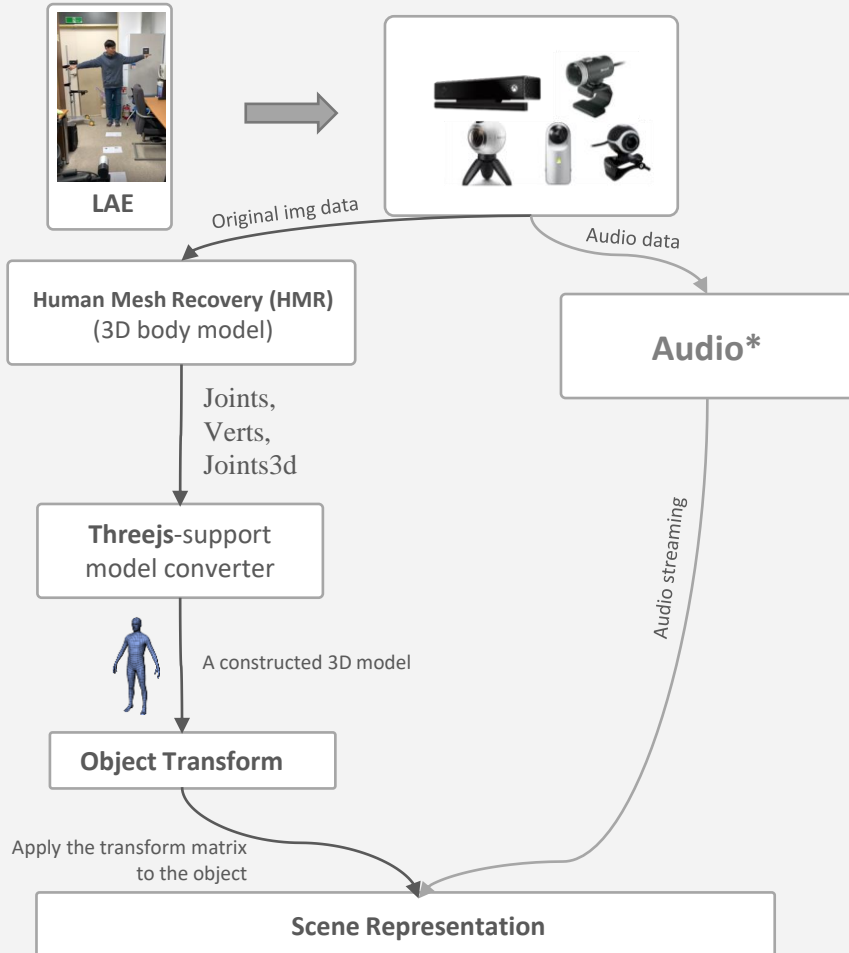 LAE
Original img data
Audio data
Human Mesh Recovery (HMR)
(3D body model)
Audio*
Joints,
Verts,
Joints3d
Threejs-support
model converter
Audio streaming
A constructed 3D model
Object Transform
Apply the transform matrix
to the object
Scene Representation